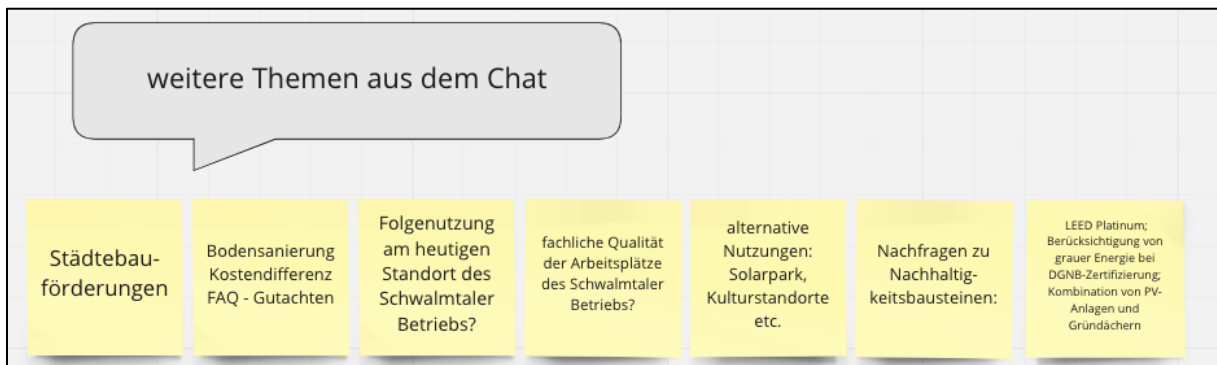 weitere Themen aus dem Chat
Städtebau-
förderungen
Bodensanierung
Kostendifferenz
FAQ - Gutachten
Folgenutzung
am heutigen
Standort des
Schwalmtaler
Betriebs?
fachliche Qualität
der Arbeitsplätze
des Schwalmtaler
Betriebs?
alternative
Nutzungen:
Solarpark,
Kulturstandorte
etc.
Nachfragen zu
Nachhaltig-
keitsbausteinen:
LEED Platinum;
Berücksichtigung von
grauer Energie bei
DGNB-Zertifizierung;
Kombination von PV-
Anlagen und
Gründächern